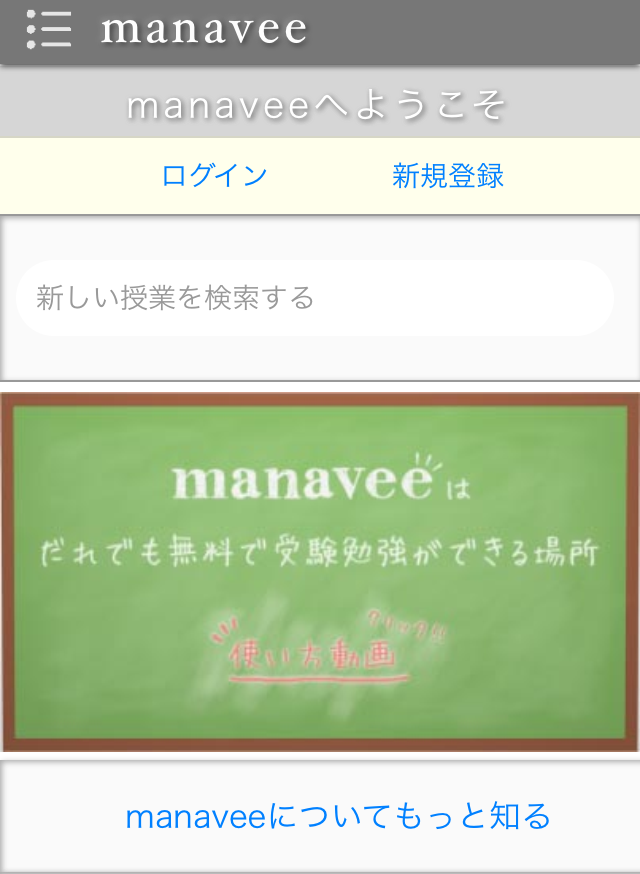 manavee
manaveeへようこそ
ログイン 新規登録
新しい授業を検索する
manaveeは
だれでも無料で受験勉強ができる場所
クリック!!
使い方動画
manaveeについてもっと知る